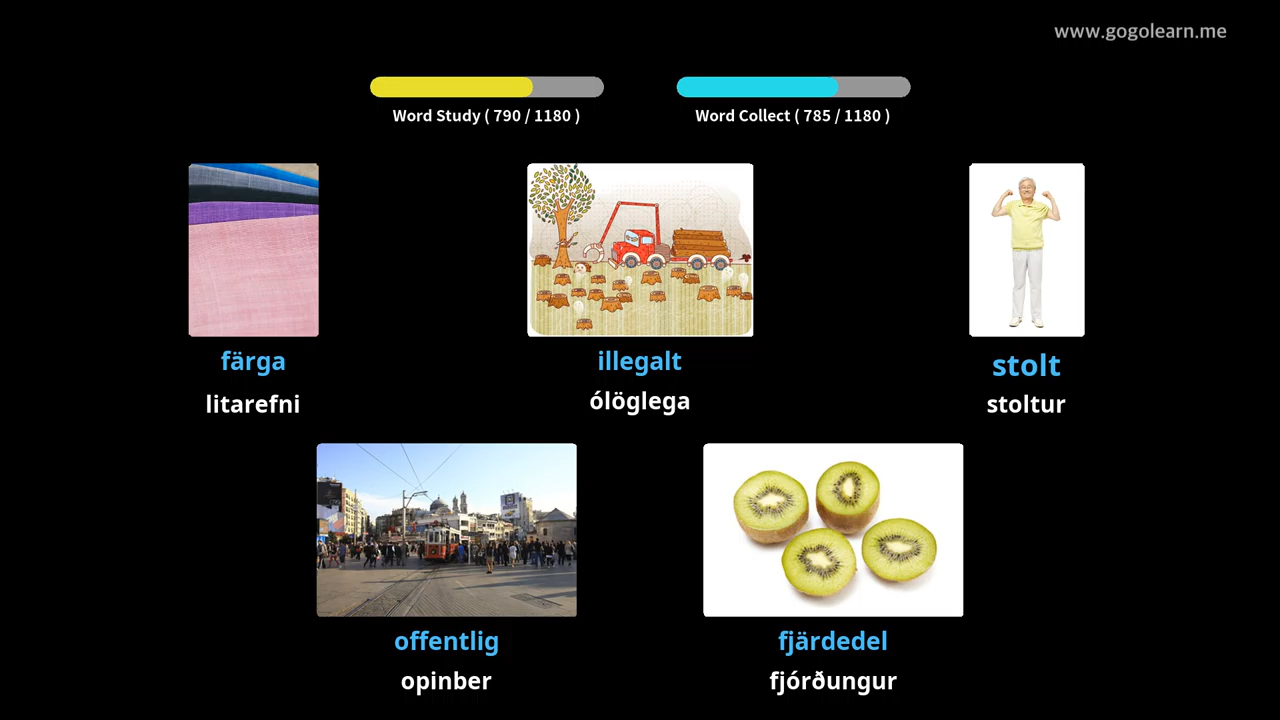 www.gogolearn.me
Word Study ( 790 / 1180 )
Word Collect ( 785 / 1180 )
färga
litarefni
illegalt
ólöglega
stolt
stoltur
offentlig
opinber
fjärdedel
fjórðungur